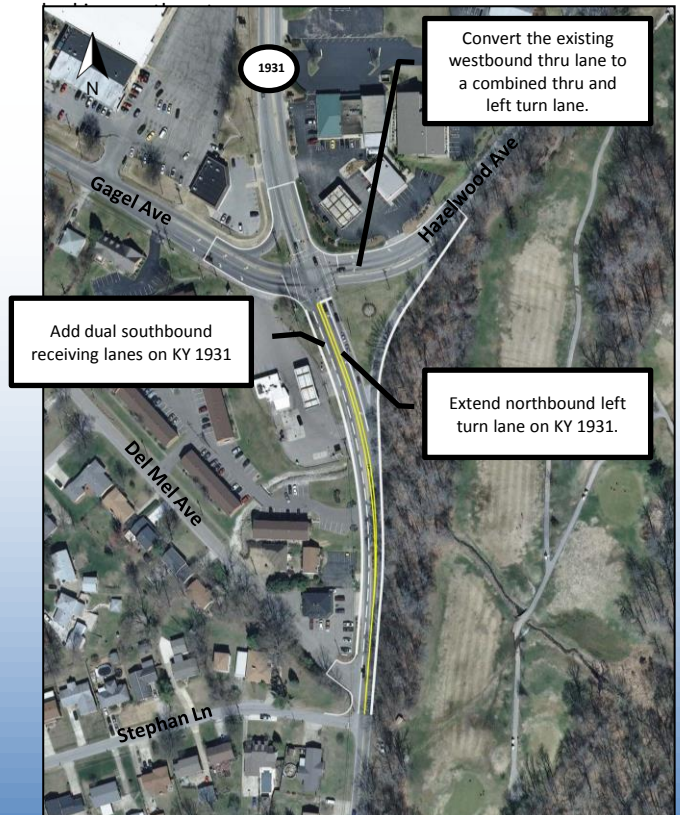 1931
Convert the existing
westbound thru lane to
a combined thru and
left turn lane.
N
Gagel Ave
Hazelwood Ave
Add dual southbound
receiving lanes on KY 1931
Extend northbound left
turn lane on KY 1931.
Del Mel Ave
Stephan Ln